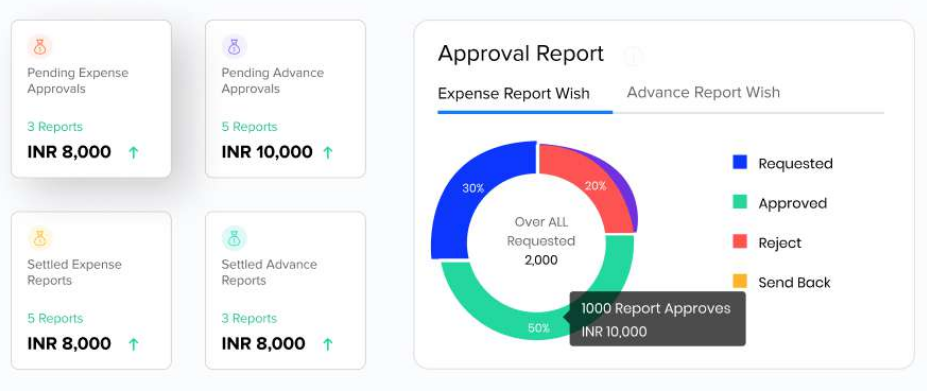 Pending Expense
Approvals
3 Reports
INR 8,000
Pending Advance
Approvals
5 Reports
INR 10,000
Settled Expense
Reports
5 Reports
INR 8,000
Settled Advance
Reports
3 Reports
INR 8,000
Approval Report
Expense Report Wish
Advance Report Wish
30%
20%
Over ALL
Requested
2,000
50%
1000 Report Approves
INR 10,000
Requested
Approved
Reject
Send Back